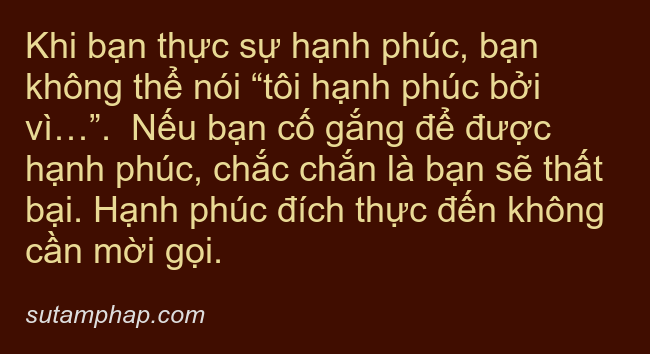 Khi bạn thực sự hạnh phúc, bạn
không thể nói “tôi hạnh phúc bởi
vì…”.  Nếu bạn cố gắng để được
hạnh phúc, chắc chắn là bạn sẽ thất
bại. Hạnh phúc đích thực đến không
cần mời gọi.
sutamphap.com